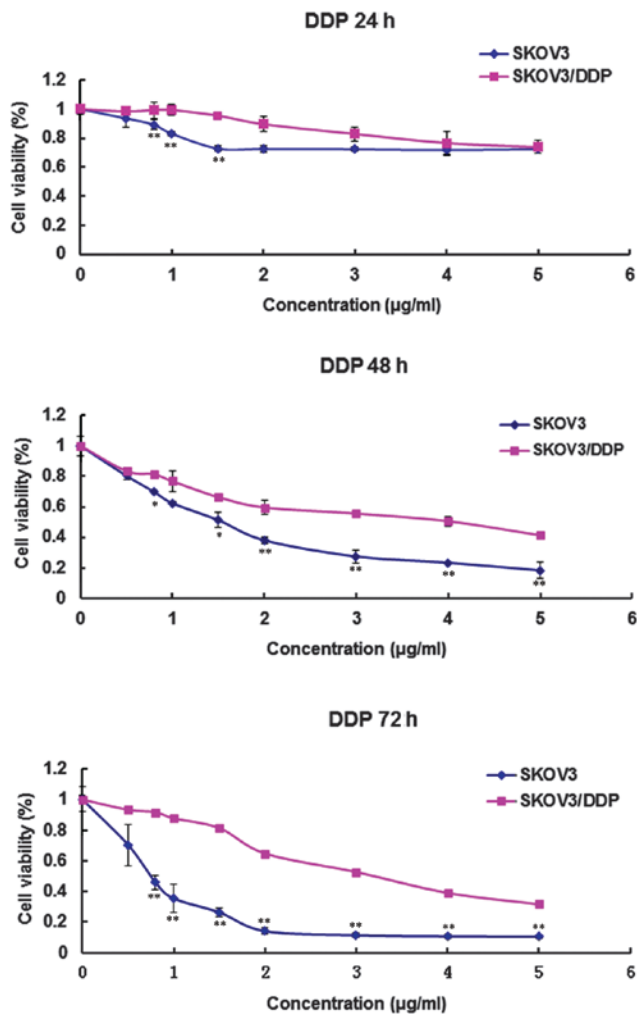 DDP 24 h
SKOV3
SKOV3/DDP
Cell viability (%)
1.2
1
0.8
0.6
0.4
0.2
0
** ** **
0 1 2 3 4 5 6
Concentration (μg/ml)
DDP 48 h
SKOV3
SKOV3/DDP
Cell viability (%)
1.2
1
0.8
0.6
0.4
0.2
0
* * ** ** ** **
0 1 2 3 4 5 6
Concentration (μg/ml)
DDP 72 h
SKOV3
SKOV3/DDP
Cell viability (%)
1.2
1
0.8
0.6
0.4
0.2
0
** ** ** ** ** ** **
0 1 2 3 4 5 6
Concentration (μg/ml)